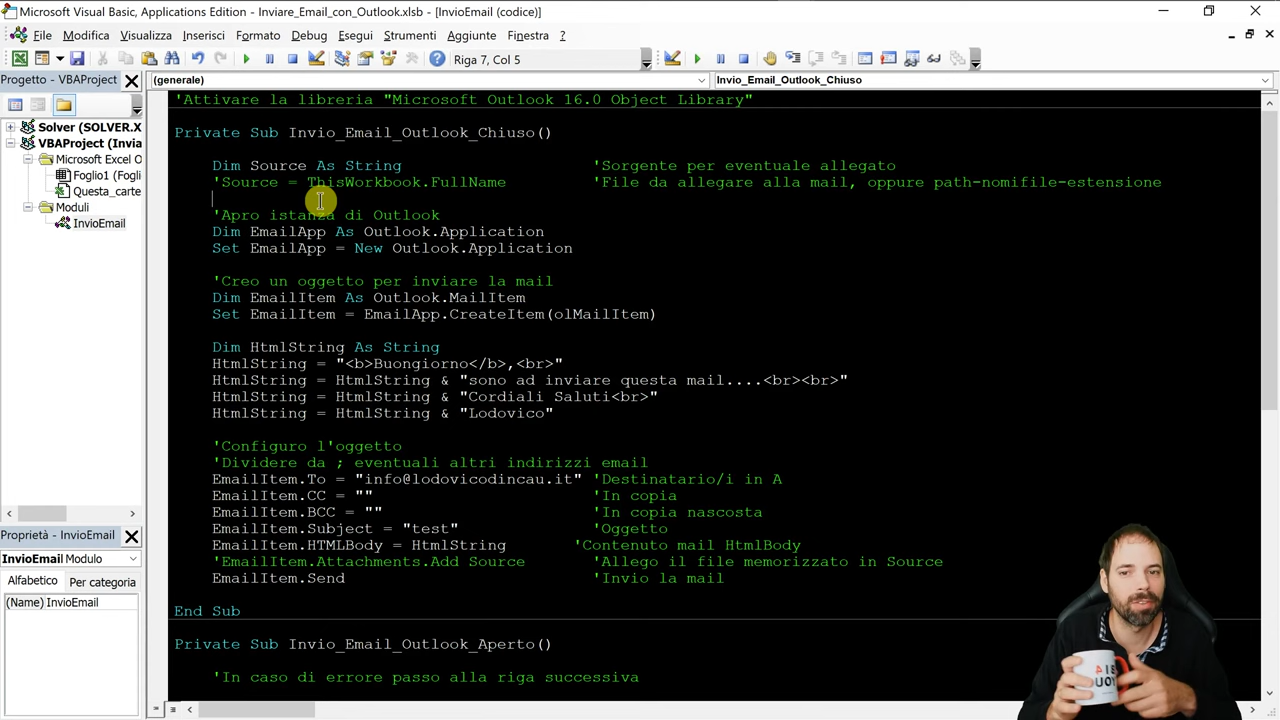 Microsoft Visual Basic, Applications Edition - Inviare_Email_con_Outlook.xlsb - [InvioEmail (codice)]
File Modifica Visualizza Inserisci Formato Debug Esegui Strumenti Aggiunte Finestra ?
Riga 7, Col 5
Progetto - VBAProject
(generale)
Invio_Email_Outlook_Chiuso
Solver (SOLVER.X
VBAProject (Invia
Microsoft Excel O
Foglio1 (Fogli
Questa_carte
Moduli
InvioEmail
Proprietà - InvioEmail
InvioEmail Modulo
Alfabetico Per categoria
(Name) InvioEmail
'Attivare la libreria "Microsoft Outlook 16.0 Object Library"
Private Sub Invio_Email_Outlook_Chiuso()
Dim Source As String 'Sorgente per eventuale allegato
'Source = ThisWorkbook.FullName 'File da allegare alla mail, oppure path-nomifile-estensione
'Apro istanza di Outlook
Dim EmailApp As Outlook.Application
Set EmailApp = New Outlook.Application
'Creo un oggetto per inviare la mail
Dim EmailItem As Outlook.MailItem
Set EmailItem = EmailApp.CreateItem(olMailItem)
Dim HtmlString As String
HtmlString = "<b>Buongiorno</b>,<br>"
HtmlString = HtmlString & "sono ad inviare questa mail....<br><br>"
HtmlString = HtmlString & "Cordiali Saluti<br>"
HtmlString = HtmlString & "Lodovico"
'Configuro l'oggetto
'Dividere da ; eventuali altri indirizzi email
EmailItem.To = "info@lodovicodincau.it" 'Destinatario/i in A
EmailItem.CC = "" 'In copia
EmailItem.BCC = "" 'In copia nascosta
EmailItem.Subject = "test" 'Oggetto
EmailItem.HTMLBody = HtmlString 'Contenuto mail HtmlBody
'EmailItem.Attachments.Add Source 'Allego il file memorizzato in Source
EmailItem.Send 'Invio la mail
End Sub
Private Sub Invio_Email_Outlook_Aperto()
'In caso di errore passo alla riga successiva